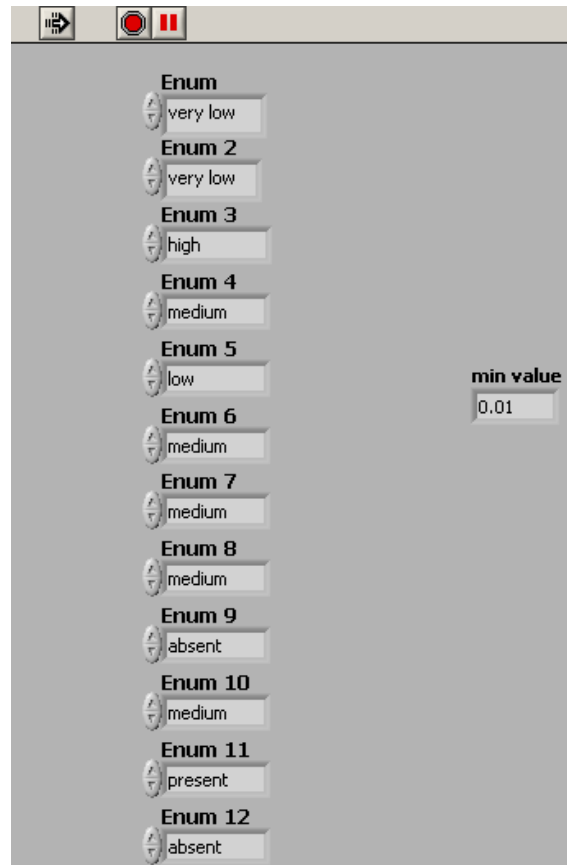 Enum
very low
Enum 2
very low
Enum 3
high
Enum 4
medium
Enum 5
low
min value
0.01
Enum 6
medium
Enum 7
medium
Enum 8
medium
Enum 9
absent
Enum 10
medium
Enum 11
present
Enum 12
absent